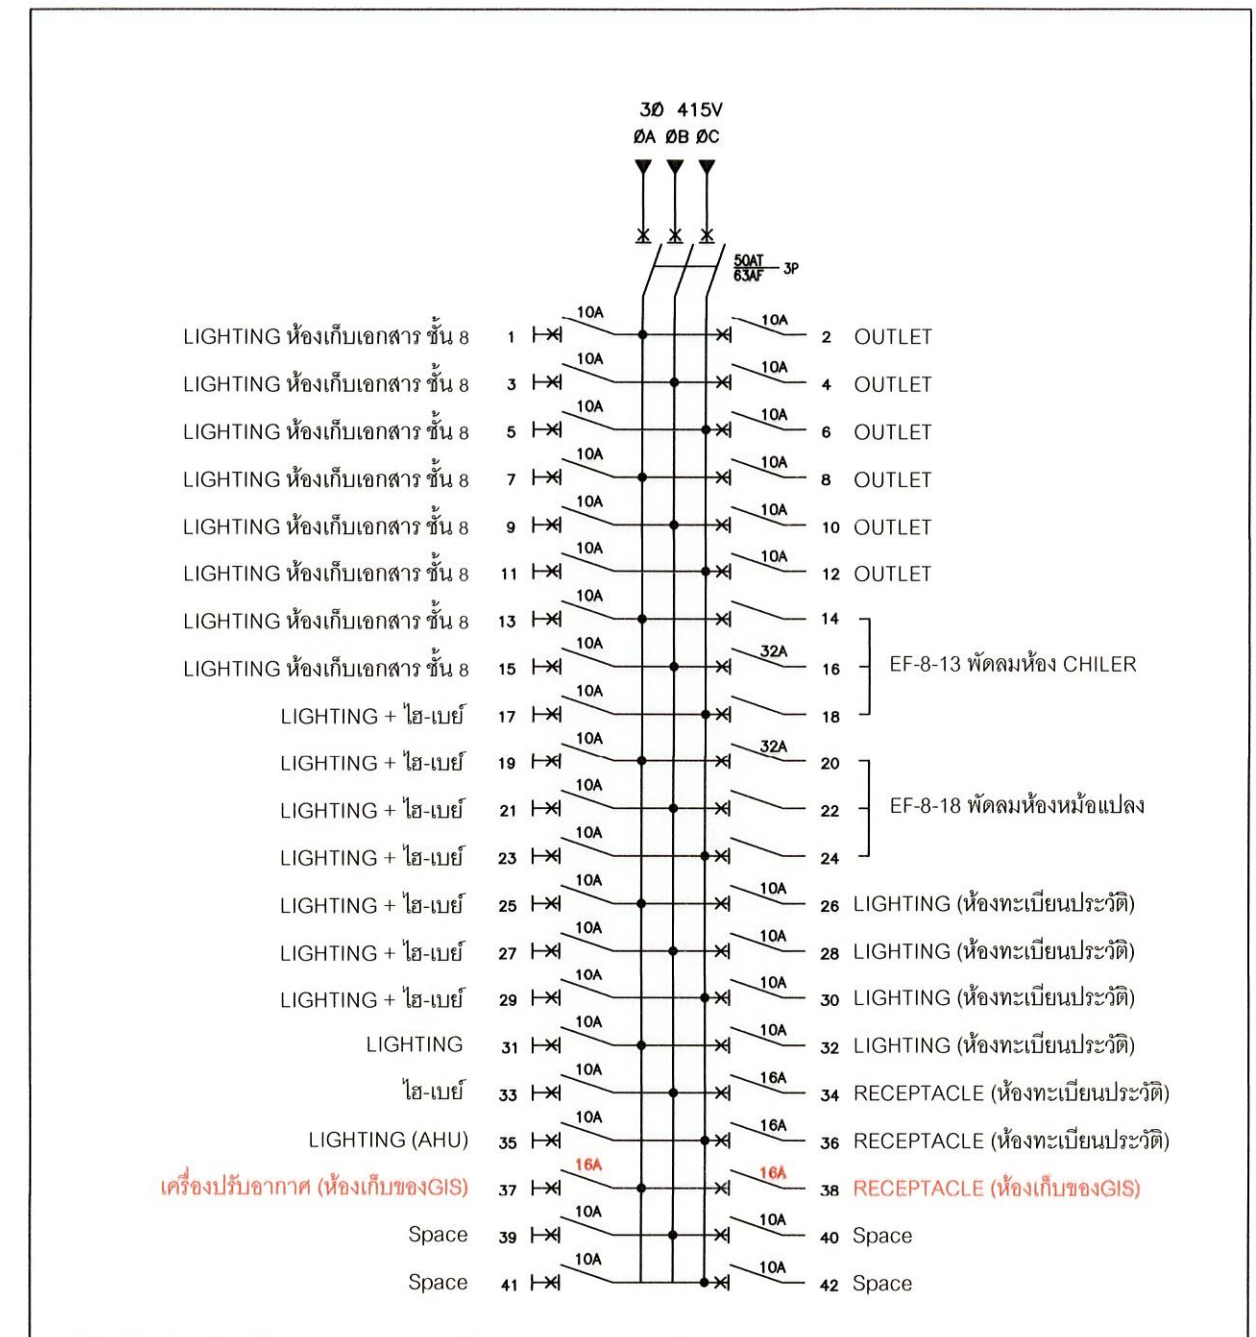 3Ø 415V
ØA ØB ØC
50AT
63AF 3P
LIGHTING ห้องเก็บเอกสาร ชั้น 8 1 10A 10A 2 OUTLET
LIGHTING ห้องเก็บเอกสาร ชั้น 8 3 10A 10A 4 OUTLET
LIGHTING ห้องเก็บเอกสาร ชั้น 8 5 10A 10A 6 OUTLET
LIGHTING ห้องเก็บเอกสาร ชั้น 8 7 10A 10A 8 OUTLET
LIGHTING ห้องเก็บเอกสาร ชั้น 8 9 10A 10A 10 OUTLET
LIGHTING ห้องเก็บเอกสาร ชั้น 8 11 10A 10A 12 OUTLET
LIGHTING ห้องเก็บเอกสาร ชั้น 8 13 10A 14
LIGHTING ห้องเก็บเอกสาร ชั้น 8 15 10A 32A 16 EF-8-13 พัดลมห้อง CHILER
LIGHTING + ไฮ-เบย์ 17 10A 18
LIGHTING + ไฮ-เบย์ 19 10A 32A 20
LIGHTING + ไฮ-เบย์ 21 10A 22 EF-8-18 พัดลมห้องหม้อแปลง
LIGHTING + ไฮ-เบย์ 23 10A 24
LIGHTING + ไฮ-เบย์ 25 10A 10A 26 LIGHTING (ห้องทะเบียนประวัติ)
LIGHTING + ไฮ-เบย์ 27 10A 10A 28 LIGHTING (ห้องทะเบียนประวัติ)
LIGHTING + ไฮ-เบย์ 29 10A 10A 30 LIGHTING (ห้องทะเบียนประวัติ)
LIGHTING 31 10A 10A 32 LIGHTING (ห้องทะเบียนประวัติ)
ไฮ-เบย์ 33 10A 16A 34 RECEPTACLE (ห้องทะเบียนประวัติ)
LIGHTING (AHU) 35 10A 16A 36 RECEPTACLE (ห้องทะเบียนประวัติ)
เครื่องปรับอากาศ (ห้องเก็บของGIS) 37 16A 16A 38 RECEPTACLE (ห้องเก็บของGIS)
Space 39 10A 10A 40 Space
Space 41 10A 10A 42 Space